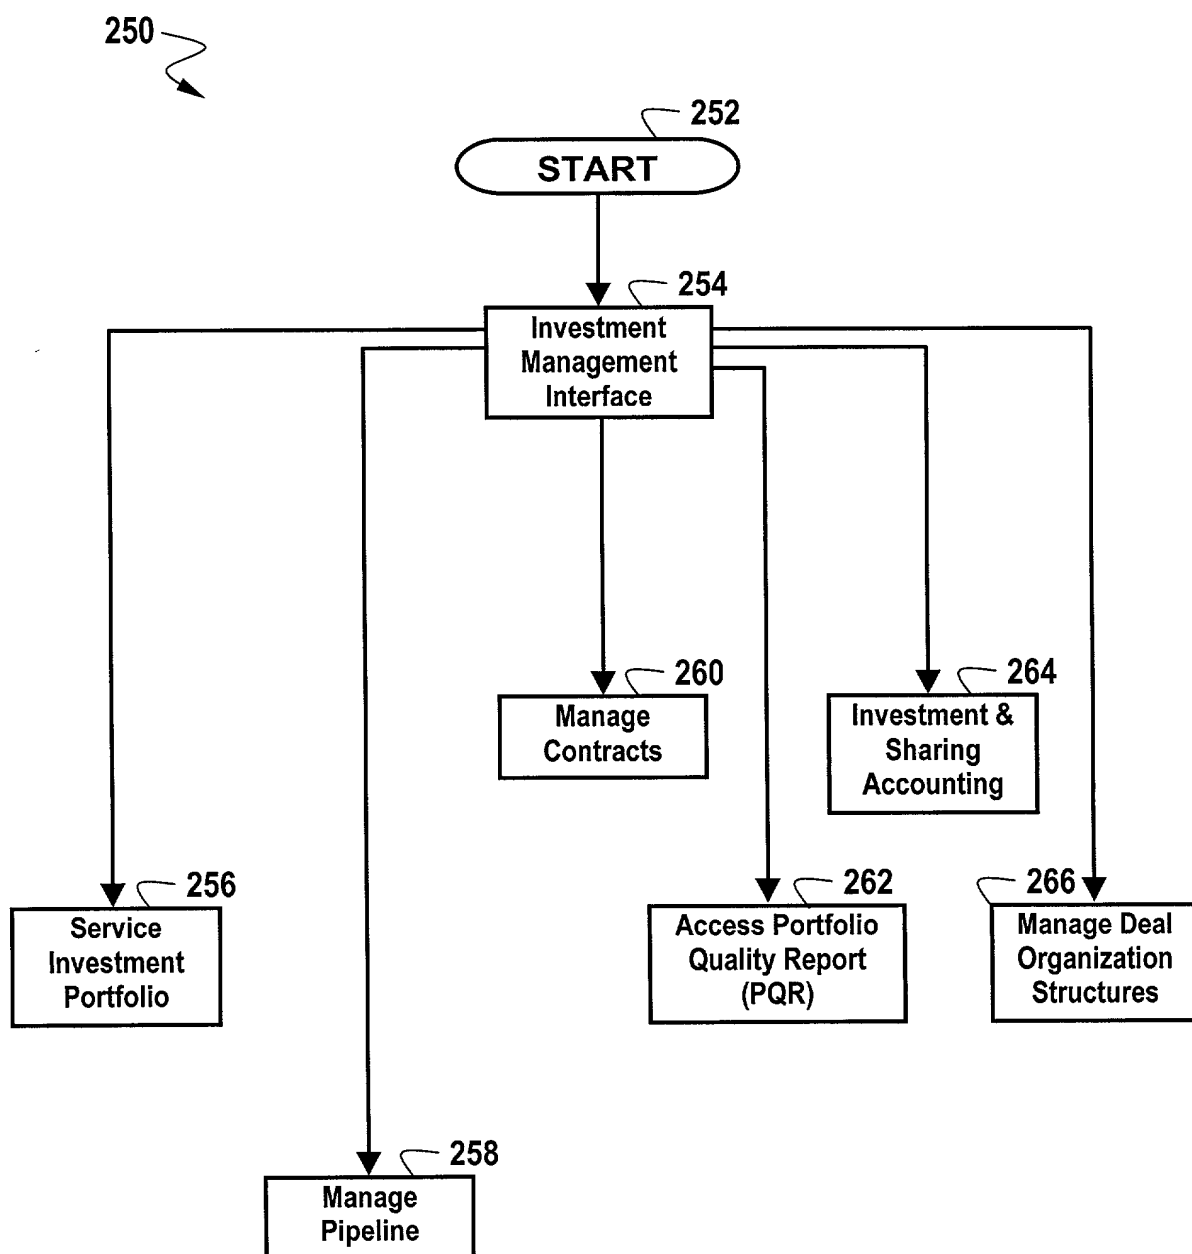 250
252
START
254
Investment
Management
Interface
260
Manage
Contracts
264
Investment &
Sharing
Accounting
256
Service
Investment
Portfolio
262
Access Portfolio
Quality Report
(PQR)
266
Manage Deal
Organization
Structures
258
Manage
Pipeline